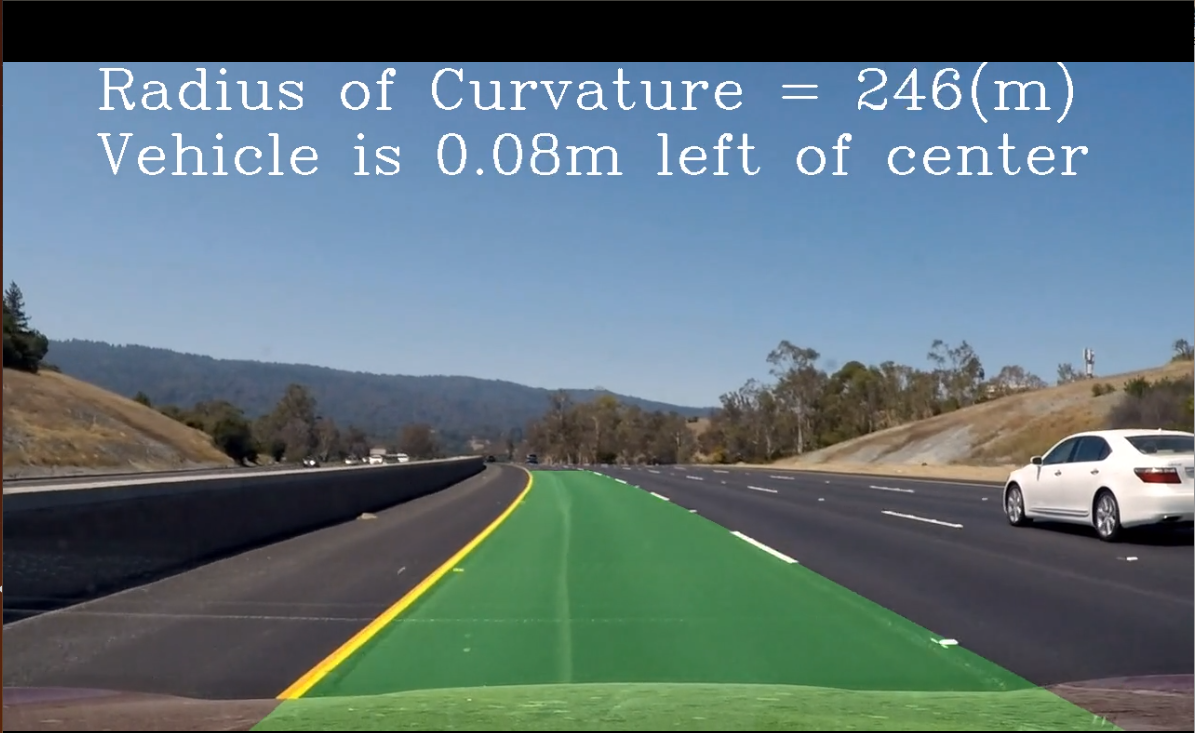 Radius of Curvature = 246(m)
Vehicle is 0.08m left of center